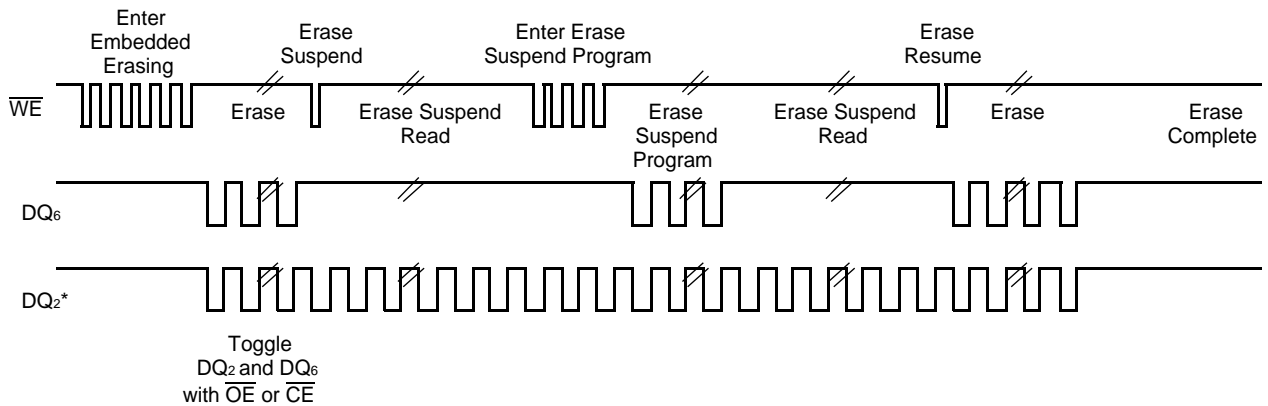 Enter
Embedded
Erasing
Erase
Suspend
Enter Erase
Suspend Program
Erase
Resume
WE
Erase
Erase Suspend
Read
Erase
Suspend
Program
Erase Suspend
Read
Erase
Erase
Complete
DQ6
DQ2*
Toggle
DQ2 and DQ6
with OE or CE